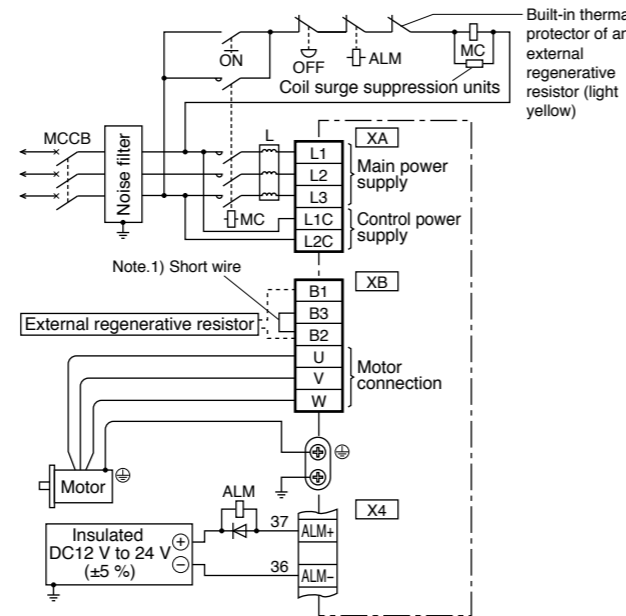 Built-in
protector of
external
regenerative
resistor (light
yellow)
ON
OFF
ALM
MC
Coil surge suppression units
MCCB
Noise filter
L
XA
L1
L2
L3
Main power
supply
MC
L1C
L2C
Control power
supply
Note.1) Short wire
XB
B1
B3
B2
External regenerative resistor
U
V
W
Motor
connection
Motor
ALM
X4
Insulated
DC12 V to 24 V
(±5 %)
+
−
37
ALM+
36
ALM−